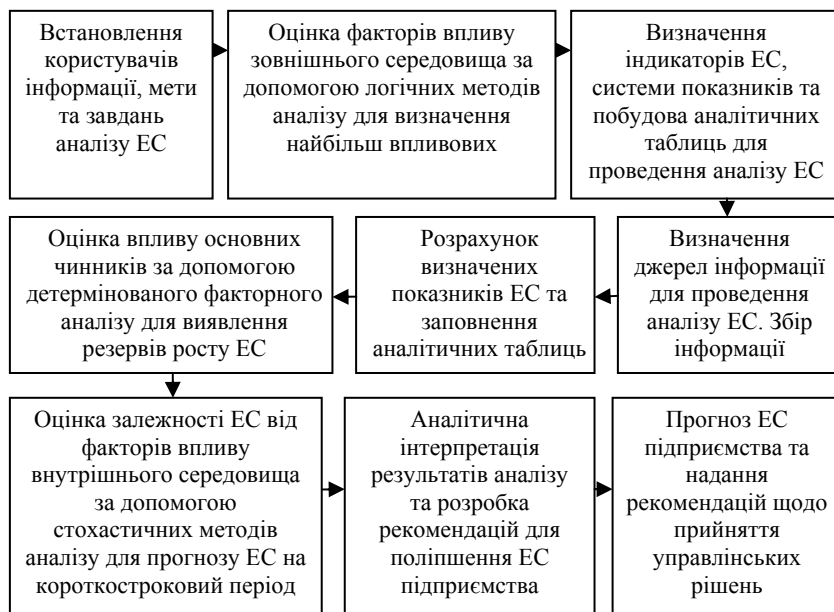 Встановлення
користувачів
інформації, мети
та завдань
аналізу ЕС
Оцінка факторів впливу
зовнішнього середовища за
допомогою логічних методів
аналізу для визначення
найбільш впливових
Визначення
індикаторів ЕС,
системи показників та
побудова аналітичних
таблиць для
проведення аналізу ЕС
Визначення
джерел інформації
для проведення
аналізу ЕС. Збір
інформації
Розрахунок
визначених
показників ЕС та
заповнення
аналітичних таблиць
Оцінка впливу основних
чинників за допомогою
детермінованого факторного
аналізу для виявлення
резервів росту ЕС
Оцінка залежності ЕС від
факторів впливу
внутрішнього середовища
за допомогою
стохастичних методів
аналізу для прогнозу ЕС на
короткостроковий період
Аналітична
інтерпретація
результатів аналізу
та розробка
рекомендацій для
поліпшення ЕС
підприємства
Прогноз ЕС
підприємства та
надання
рекомендацій щодо
прийняття
управлінських
рішень